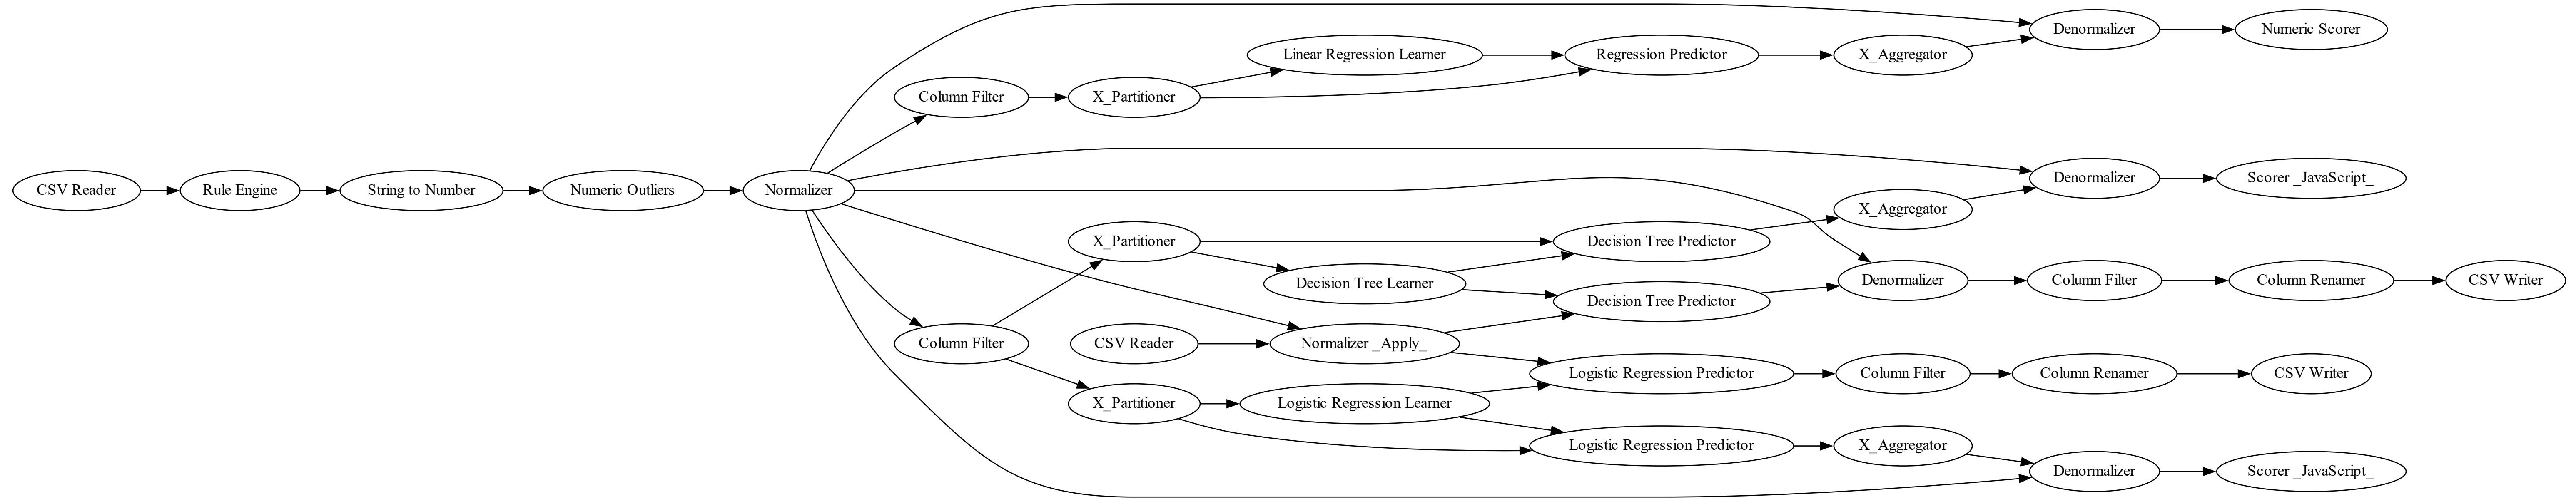 Denormalizer
Numeric Scorer
Linear Regression Learner
Regression Predictor
X_Aggregator
Column Filter
X_Partitioner
CSV Reader
Rule Engine
String to Number
Numeric Outliers
Normalizer
Denormalizer
Scorer _JavaScript_
X_Aggregator
X_Partitioner
Decision Tree Predictor
Decision Tree Learner
Denormalizer
Column Filter
Column Renamer
CSV Writer
Decision Tree Predictor
Column Filter
CSV Reader
Normalizer _Apply_
Logistic Regression Predictor
Column Filter
Column Renamer
CSV Writer
X_Partitioner
Logistic Regression Learner
Logistic Regression Predictor
X_Aggregator
Denormalizer
Scorer _JavaScript_